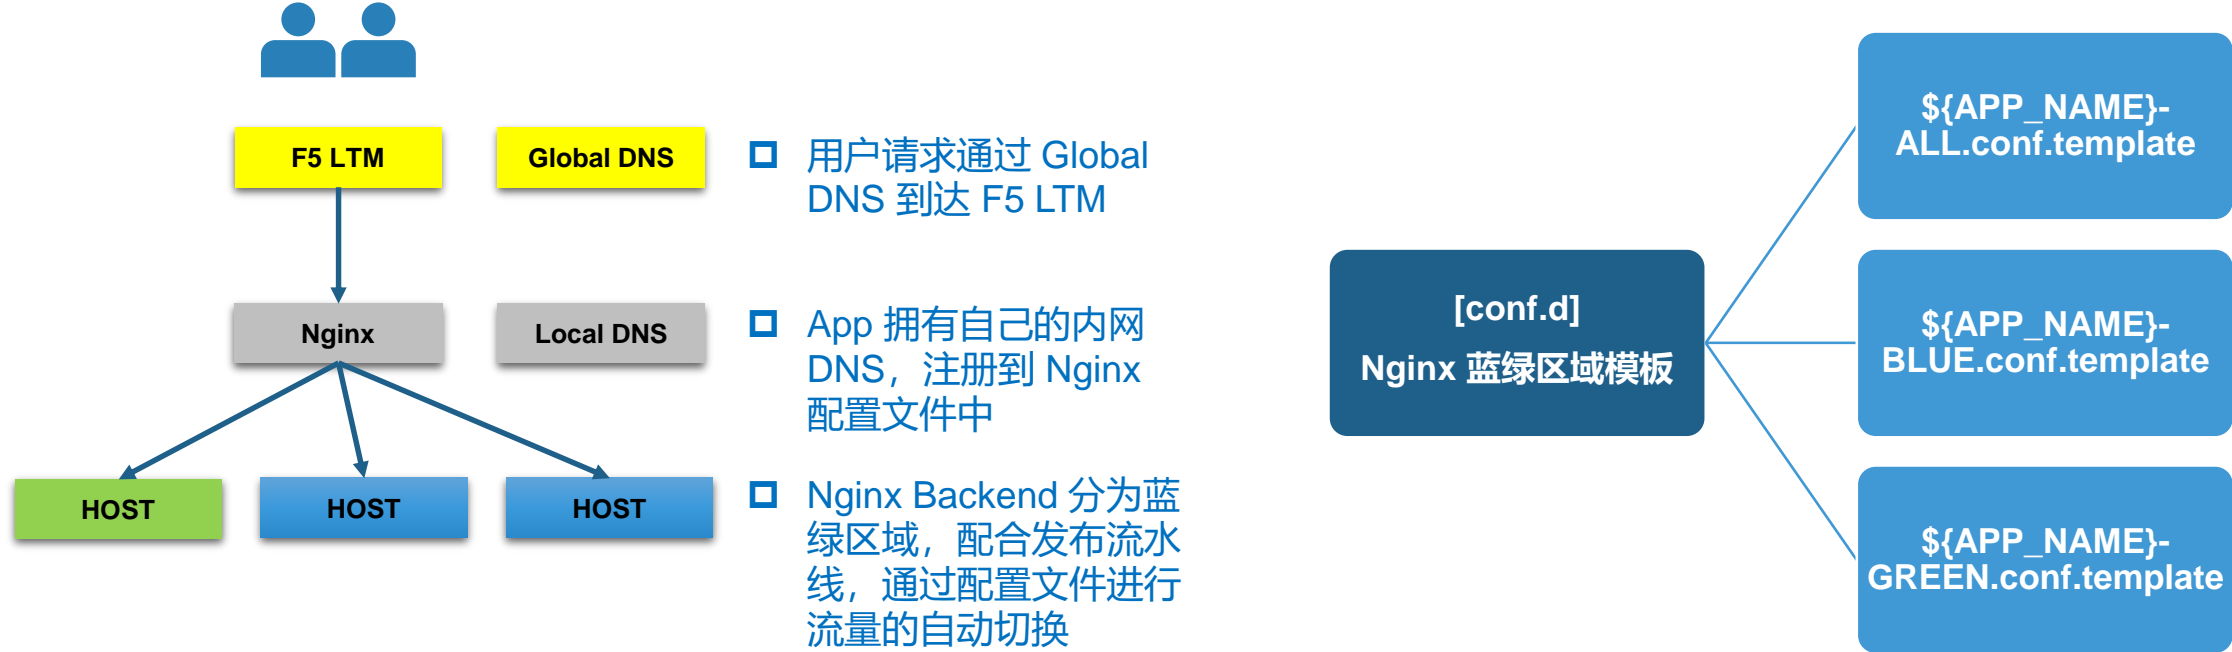 F5 LTM
Global DNS
Nginx
Local DNS
HOST
HOST
HOST
用户请求通过 Global
DNS 到达 F5 LTM
App 拥有自己的内网
DNS，注册到 Nginx
配置文件中
Nginx Backend 分为蓝
绿区域，配合发布流水
线，通过配置文件进行
流量的自动切换
[conf.d]
Nginx 蓝绿区域模板
${APP_NAME}-
ALL.conf.template
${APP_NAME}-
BLUE.conf.template
${APP_NAME}-
GREEN.conf.template